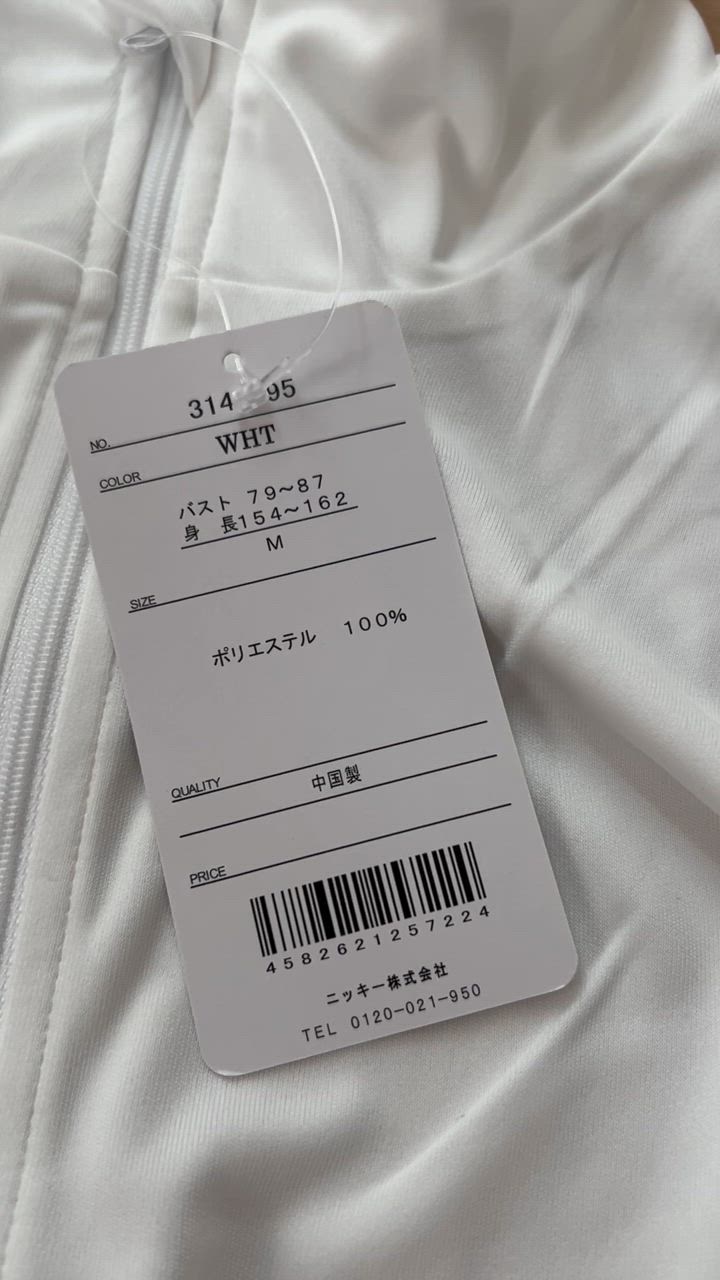 NO. 314 95
COLOR WHT
バスト 79～87
身　長154～162
M
SIZE
ポリエステル　100%
QUALITY
中国製
PRICE
4582621257224
ニッキー株式会社
TEL 0120-021-950